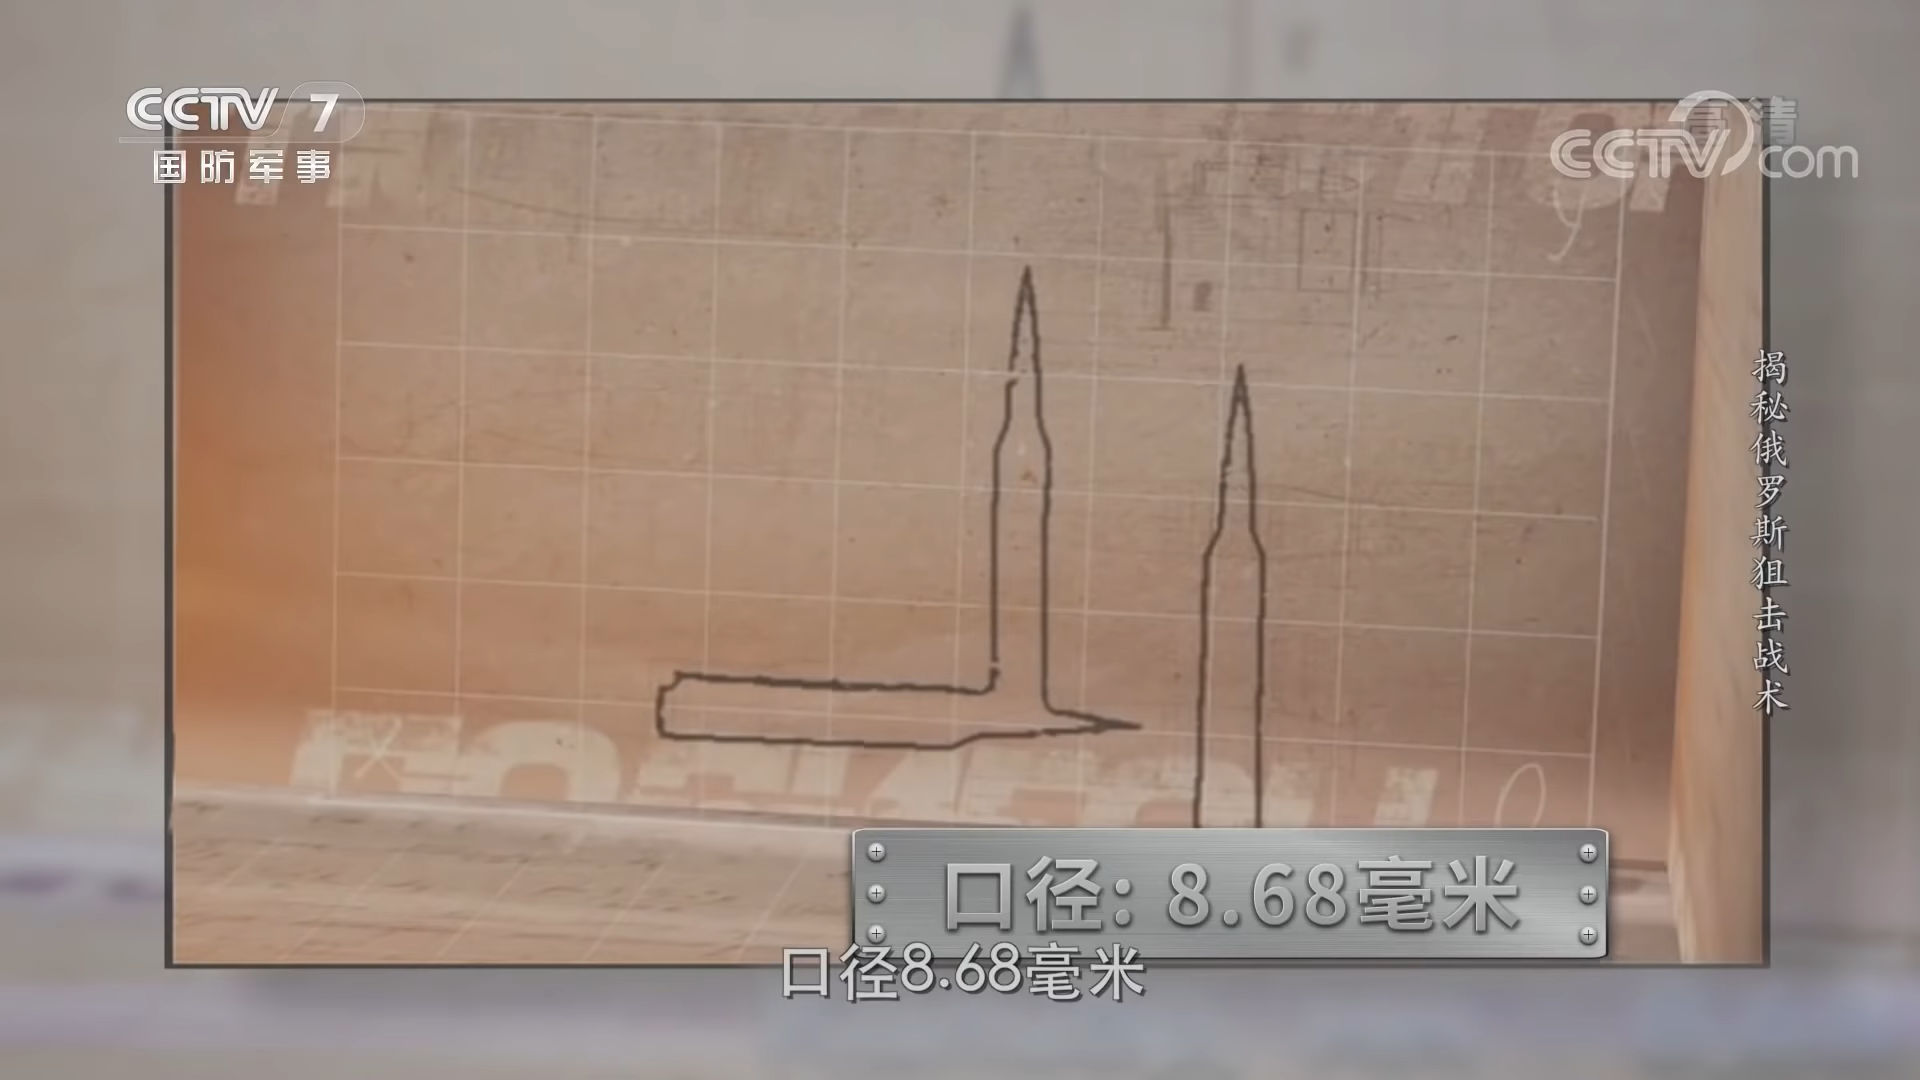 CCTV 7
国防军事
高清
CCTV.com
揭秘俄罗斯狙击战术
口径: 8.68毫米
口径8.68毫米